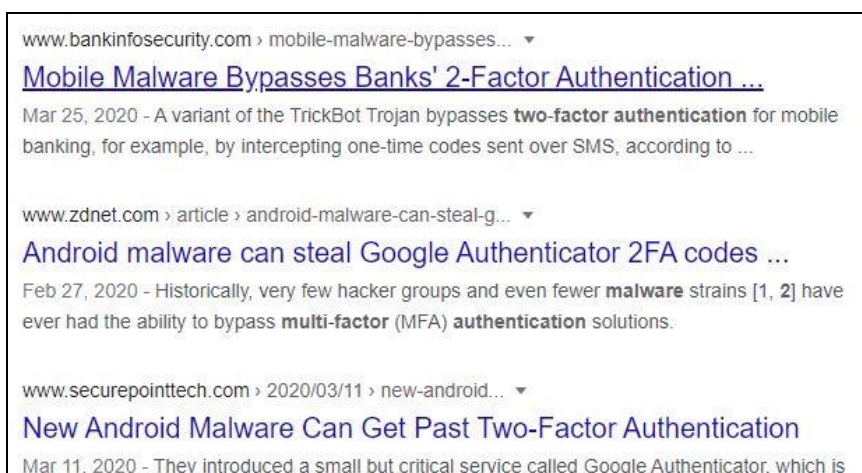 www.bankinfosecurity.com › mobile-malware-bypasses...
Mobile Malware Bypasses Banks' 2-Factor Authentication ...
Mar 25, 2020 - A variant of the TrickBot Trojan bypasses two-factor authentication for mobile
banking, for example, by intercepting one-time codes sent over SMS, according to ...
www.zdnet.com › article › android-malware-can-steal-g...
Android malware can steal Google Authenticator 2FA codes ...
Feb 27, 2020 - Historically, very few hacker groups and even fewer malware strains [1, 2] have
ever had the ability to bypass multi-factor (MFA) authentication solutions.
www.securepointtech.com › 2020/03/11 › new-android...
New Android Malware Can Get Past Two-Factor Authentication
Mar 11, 2020 - They introduced a small but critical service called Google Authenticator, which is